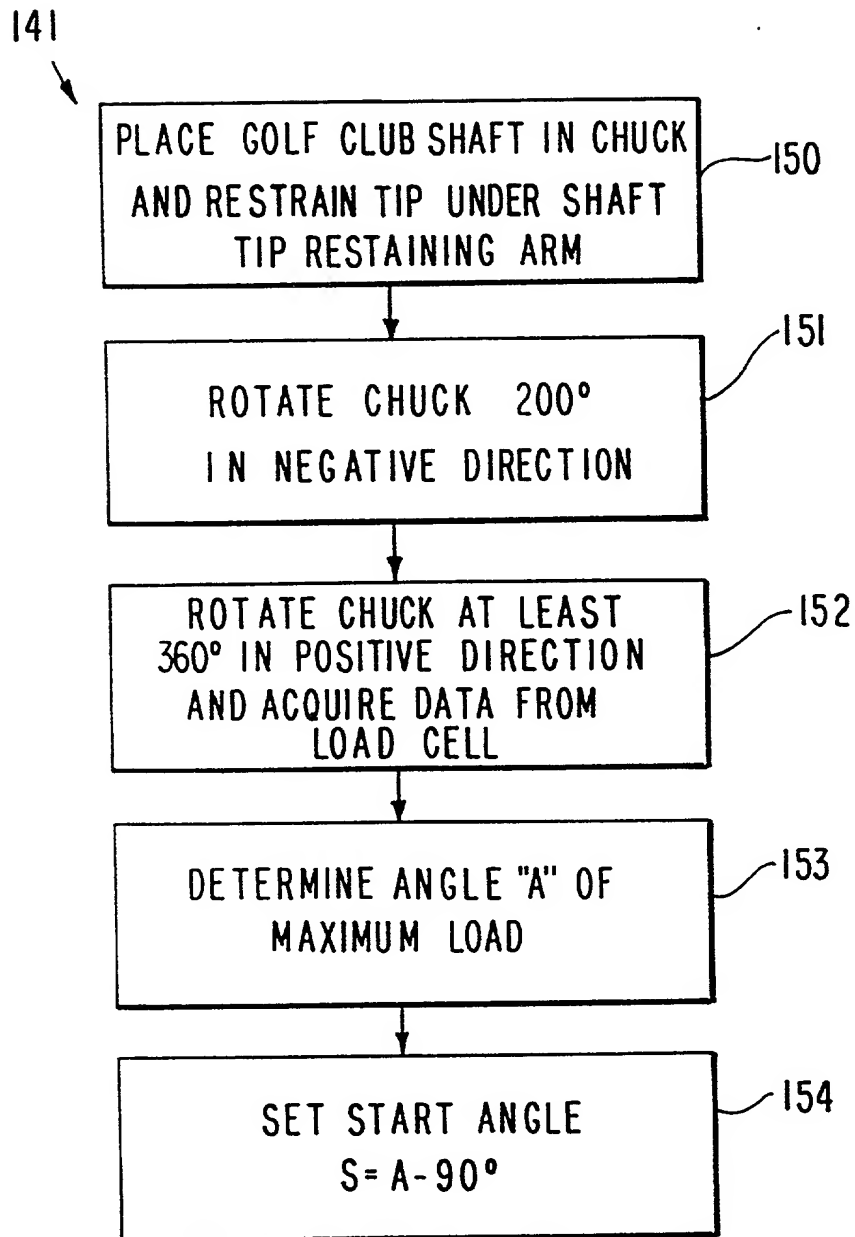 141
PLACE GOLF CLUB SHAFT IN CHUCK
AND RESTRAIN TIP UNDER SHAFT
TIP RESTAINING ARM
150
ROTATE CHUCK 200°
IN NEGATIVE DIRECTION
151
ROTATE CHUCK AT LEAST
360° IN POSITIVE DIRECTION
AND ACQUIRE DATA FROM
LOAD CELL
152
DETERMINE ANGLE "A" OF
MAXIMUM LOAD
153
SET START ANGLE
S= A-90°
154